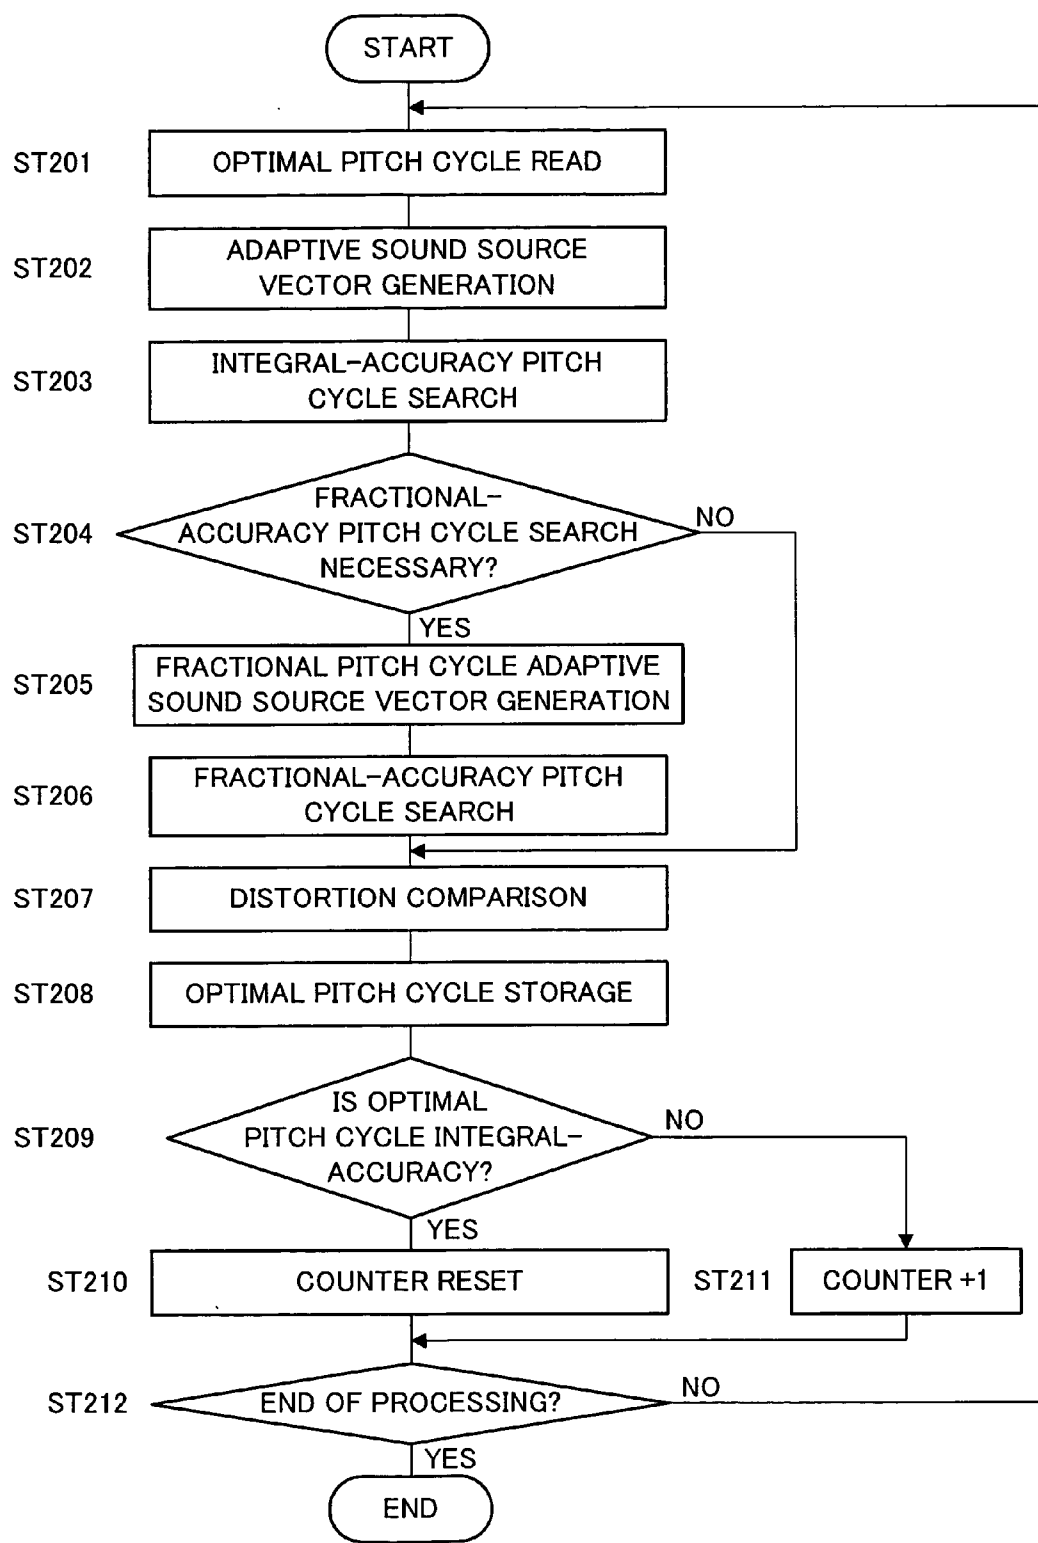 START
ST201
OPTIMAL PITCH CYCLE READ
ST202
ADAPTIVE SOUND SOURCE
VECTOR GENERATION
ST203
INTEGRAL-ACCURACY PITCH
CYCLE SEARCH
ST204
FRACTIONAL-
ACCURACY PITCH CYCLE SEARCH
NECESSARY?
NO
YES
ST205
FRACTIONAL PITCH CYCLE ADAPTIVE
SOUND SOURCE VECTOR GENERATION
ST206
FRACTIONAL-ACCURACY PITCH
CYCLE SEARCH
ST207
DISTORTION COMPARISON
ST208
OPTIMAL PITCH CYCLE STORAGE
ST209
IS OPTIMAL
PITCH CYCLE INTEGRAL-
ACCURACY?
NO
YES
ST210
COUNTER RESET
ST211
COUNTER +1
ST212
END OF PROCESSING?
NO
YES
END